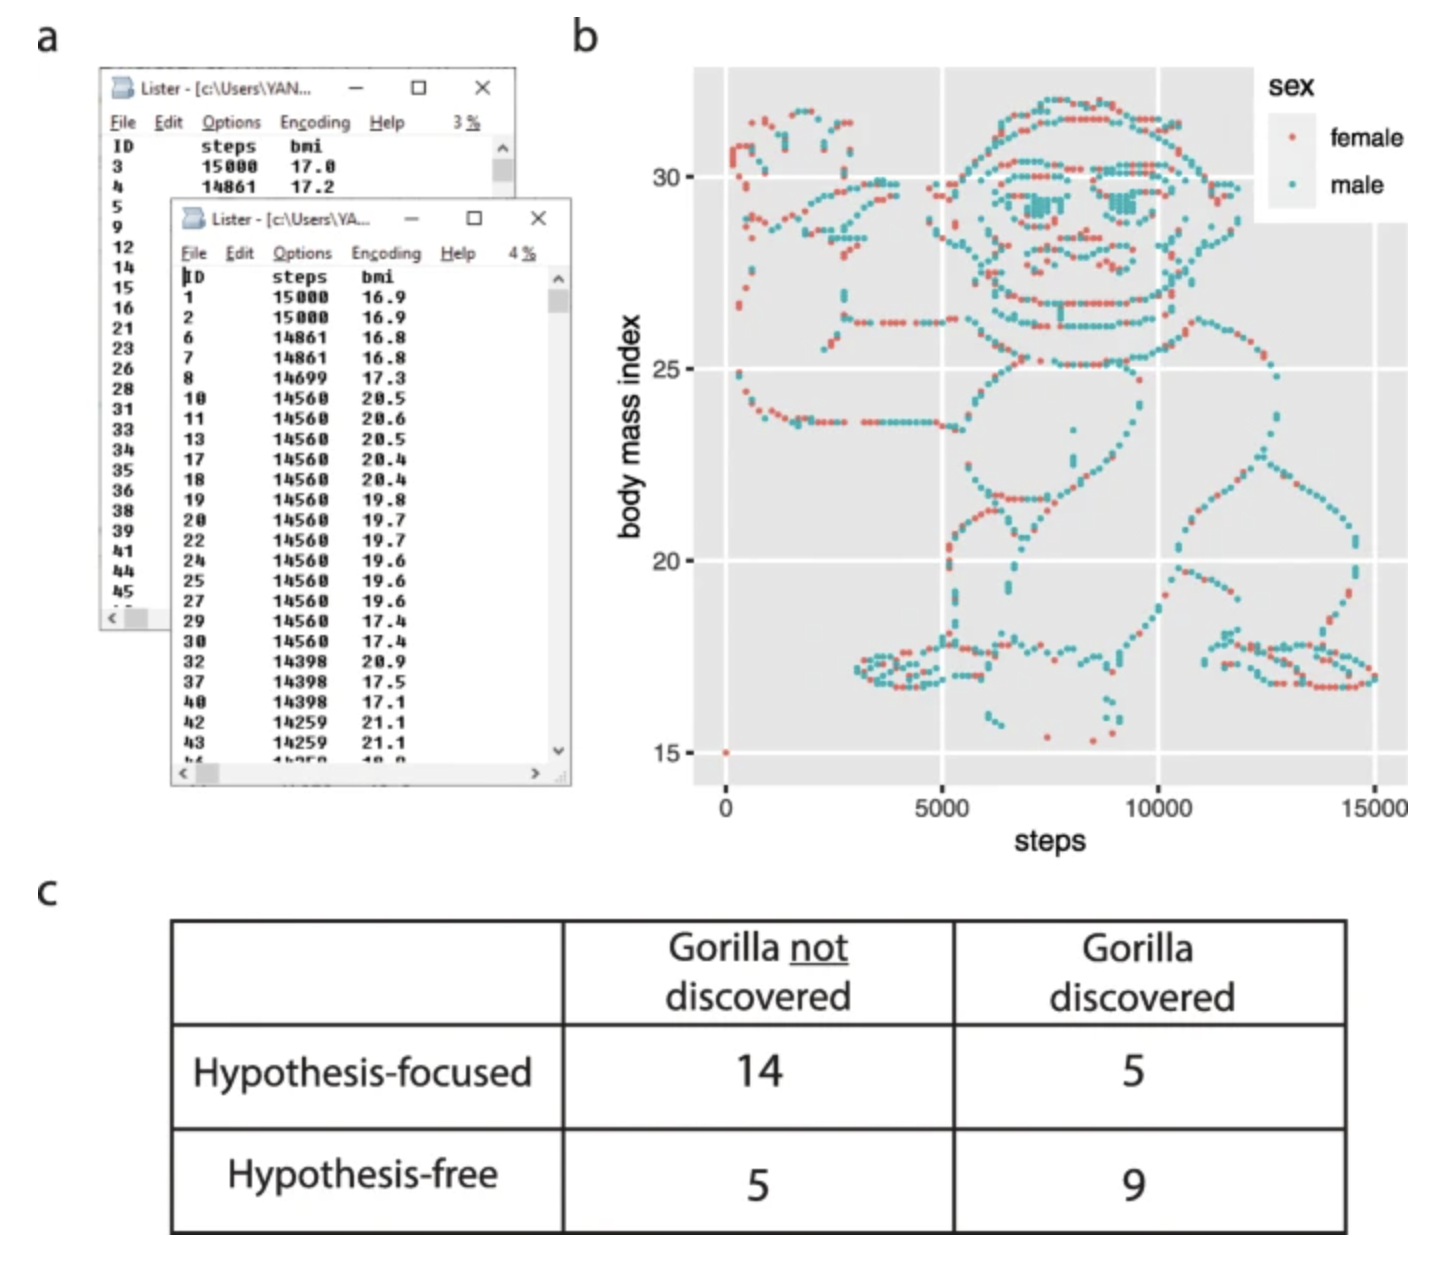 a
Lister - [c:\Users\YAN...
File Edit Options Encoding Help 3 %
ID steps bmi
3 15000 17.0
4 14861 17.2
5
9
12
14
15
16
21
23
26
28
31
33
34
35
36
38
39
41
44
45
Lister - [c:\Users\YA...
File Edit Options Encoding Help 4 %
ID steps bmi
1 15000 16.9
2 15000 16.9
6 14861 16.8
7 14861 16.8
8 14699 17.3
10 14560 20.5
11 14560 20.6
13 14560 20.5
17 14560 20.4
18 14560 20.4
19 14560 19.8
20 14560 19.7
22 14560 19.7
24 14560 19.6
25 14560 19.6
27 14560 19.6
29 14560 17.4
30 14560 17.4
32 14398 20.9
37 14398 17.5
40 14398 17.1
42 14259 21.1
43 14259 21.1
b
sex
female
male
body mass index
30
25
20
15
0 5000 10000 15000
steps
c
Gorilla not
discovered
Gorilla
discovered
Hypothesis-focused 14 5
Hypothesis-free 5 9